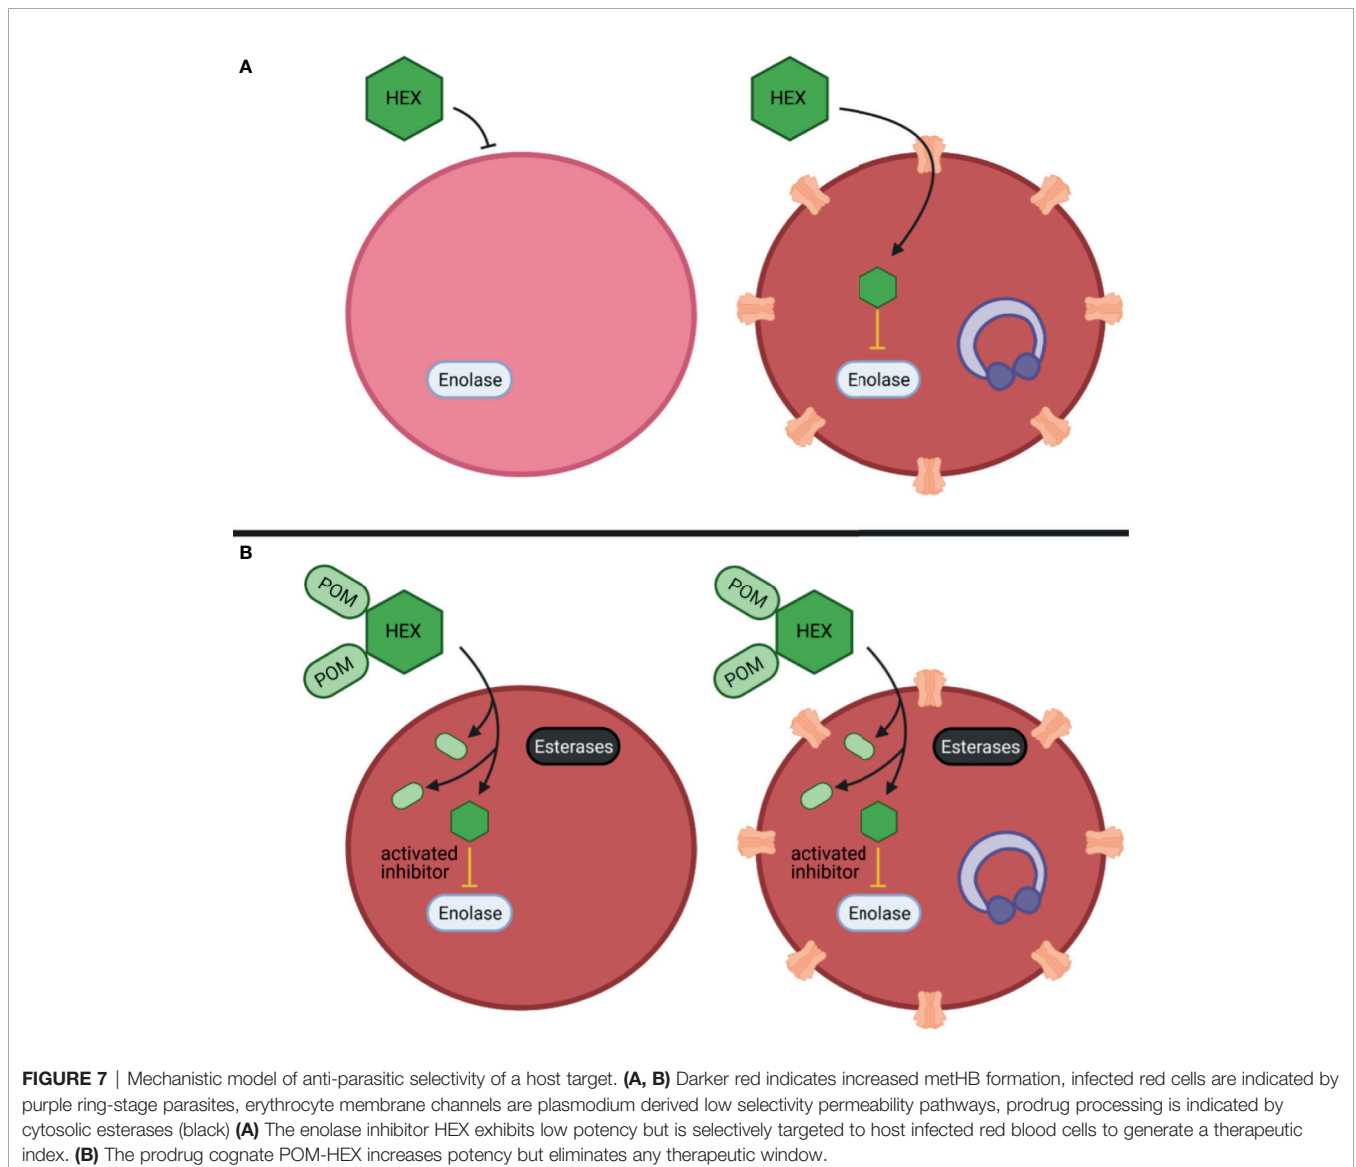 A
HEX
HEX
Enolase
Enolase
B
POM
HEX
POM
POM
HEX
POM
Esterases
Esterases
activated
inhibitor
activated
inhibitor
Enolase
Enolase
FIGURE 7 | Mechanistic model of anti-parasitic selectivity of a host target. (A, B) Darker red indicates increased metHB formation, infected red cells are indicated by
purple ring-stage parasites, erythrocyte membrane channels are plasmodium derived low selectivity permeability pathways, prodrug processing is indicated by
cytosolic esterases (black) (A) The enolase inhibitor HEX exhibits low potency but is selectively targeted to host infected red blood cells to generate a therapeutic
index. (B) The prodrug cognate POM-HEX increases potency but eliminates any therapeutic window.